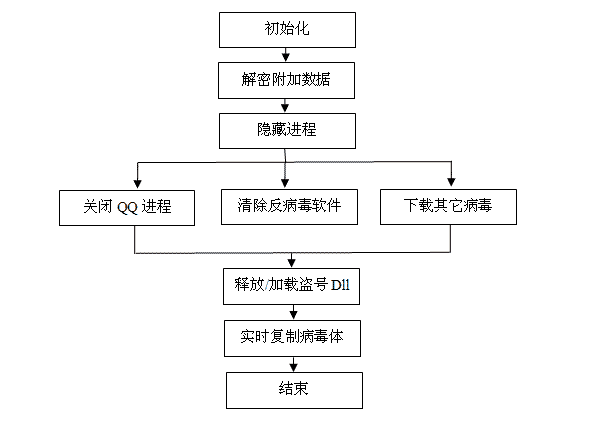 初始化
解密附加数据
隐藏进程
关闭 QQ 进程
清除反病毒软件
下载其它病毒
释放/加载盗号 Dll
实时复制病毒体
结束